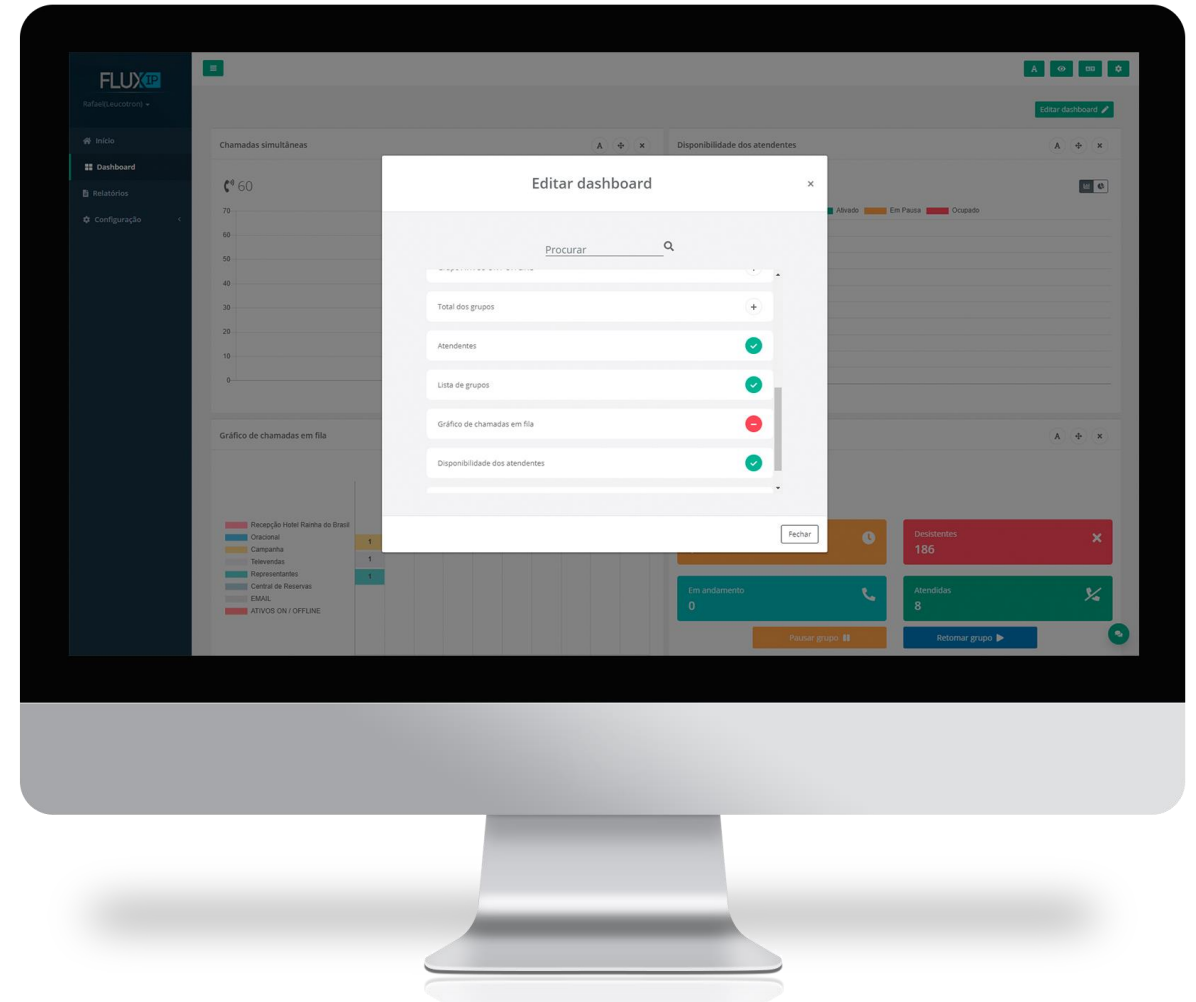 FLUX IP
Rafael(Leucotron)
Início
Dashboard
Relatórios
Configuração
A
Editar dashboard
Chamadas simultâneas
A
60
70
60
50
40
30
20
10
0
Disponibilidade dos atendentes
A
Ativado
Em Pausa
Ocupado
Editar dashboard
×
Procurar
Total dos grupos
Atendentes
Lista de grupos
Gráfico de chamadas em fila
Disponibilidade dos atendentes
Fechar
Gráfico de chamadas em fila
A
Recepção Hotel Rainha do Brasil
Oracional
Campanha
Televendas
Representantes
Central de Reservas
EMAIL
ATIVOS ON / OFFLINE
1
1
1
Desistentes
186
Em andamento
0
Atendidas
8
Pausar grupo
Retomar grupo